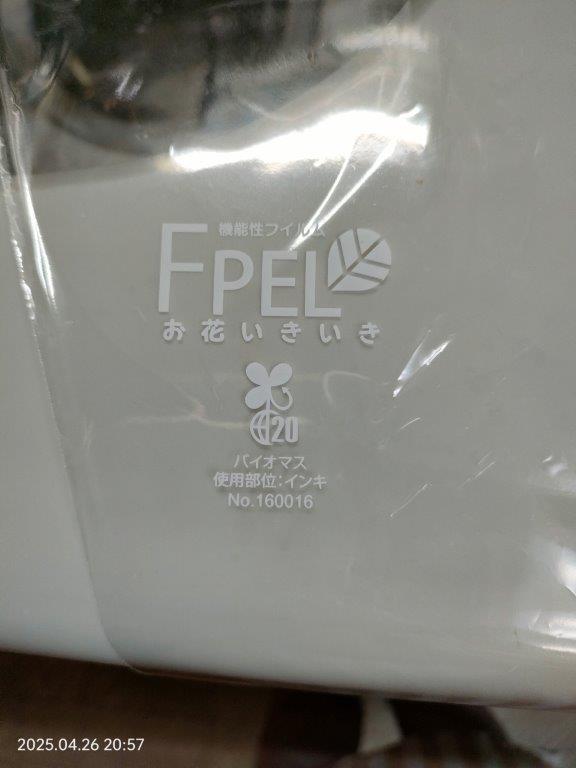 機能性フイルム
FPEL
お花いきいき
20
バイオマス
使用部位:インキ
No.160016
2025.04.26 20:57